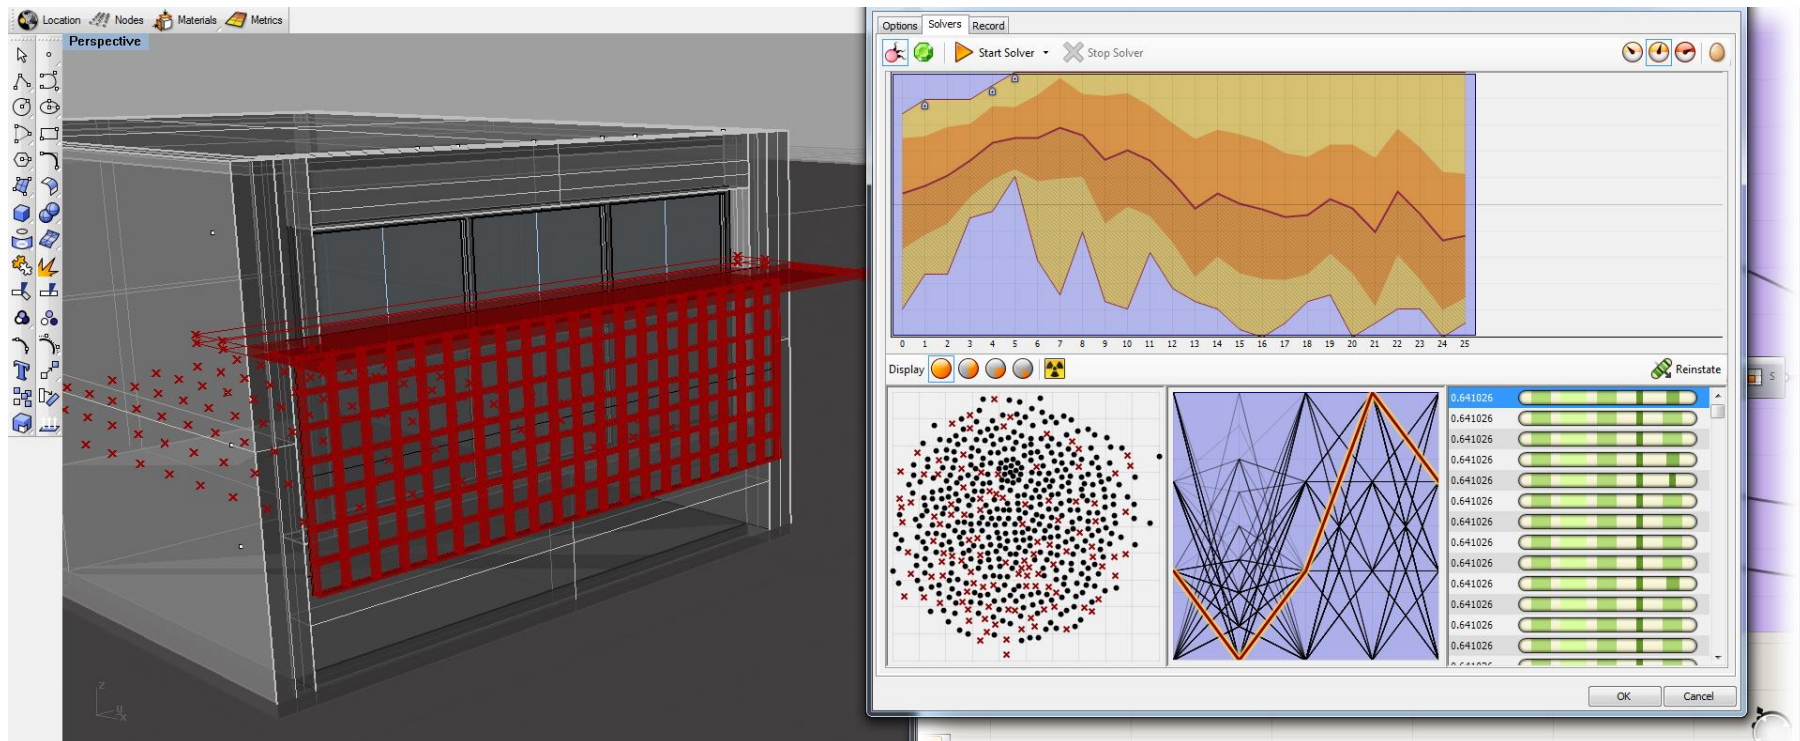 Location Nodes Materials Metrics
Perspective
z
y
x
Options Solvers Record
Start Solver Stop Solver
0 1 2 3 4 5 6 7 8 9 10 11 12 13 14 15 16 17 18 19 20 21 22 23 24 25
Display Reinstate
0.641026
0.641026
0.641026
0.641026
0.641026
0.641026
0.641026
0.641026
0.641026
0.641026
0.641026
0.641026
0.641026
0.641026
OK Cancel
S